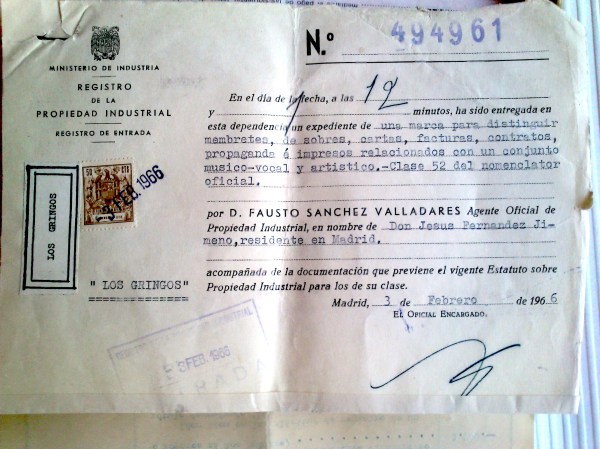 MINISTERIO DE INDUSTRIA
REGISTRO
DE LA
PROPIEDAD INDUSTRIAL
REGISTRO DE ENTRADA
N.º 494961
En el día de la fecha, a las 12
y minutos, ha sido entregada en
esta dependencia un expediente de una marca para distinguir
membretes, de sobres, cartas, facturas, contratos,
propaganda é impresos relacionados con un conjunto
musico-vocal y artistico.-Clase 52 del nomenclator
oficial.
por D. FAUSTO SANCHEZ VALLADARES Agente Oficial de
Propiedad Industrial, en nombre de Don Jesus Fernandez Ji-
meno,residente en Madrid.
acompañada de la documentación que previene el vigente Estatuto sobre
Propiedad Industrial para los de su clase.
Madrid, 3 de Febrero de 1966
EL OFICIAL ENCARGADO.
50 CTS
3 FEB. 1966
LOS GRINGOS
" LOS GRINGOS "
3 FEB. 1966